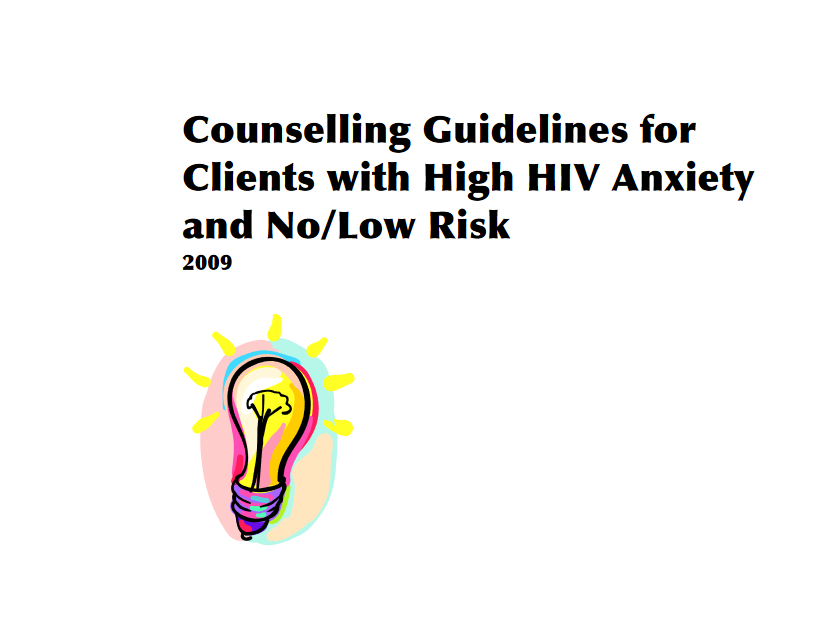 Counselling Guidelines for
Clients with High HIV Anxiety
and No/Low Risk
2009